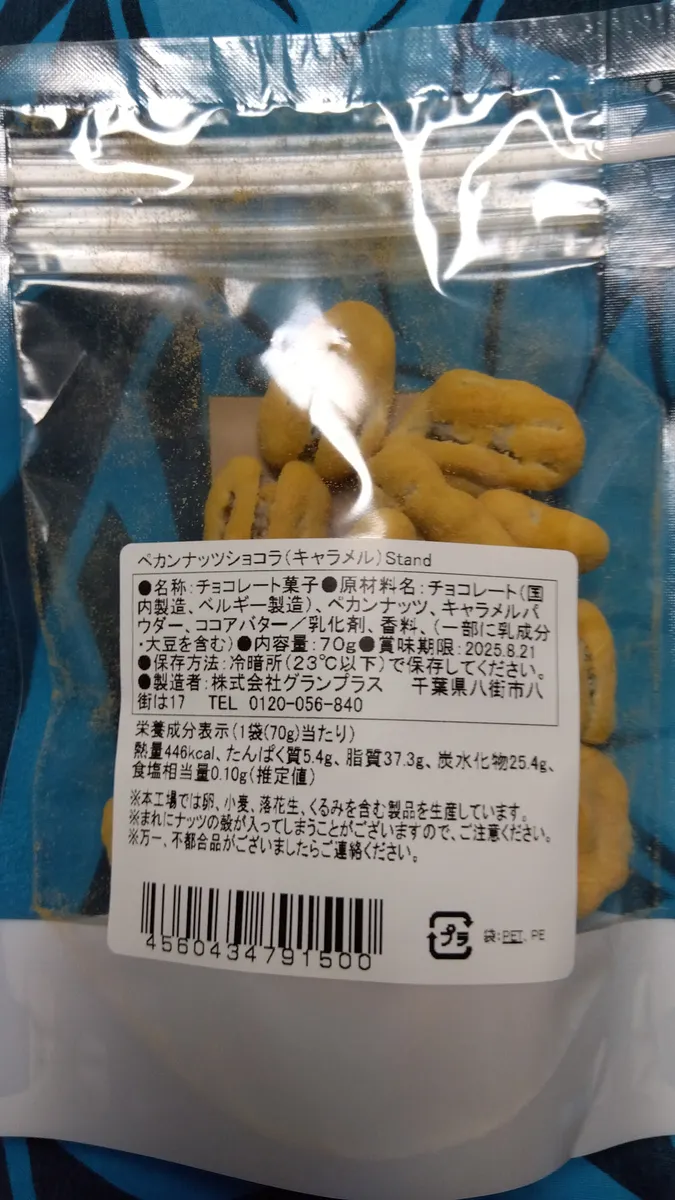 ペカンナッツショコラ(キャラメル)Stand
●名称:チョコレート菓子●原材料名:チョコレート(国
内製造、ベルギー製造)、ペカンナッツ、キャラメルパ
ウダー、ココアバター／乳化剤、香料、(一部に乳成分
・大豆を含む)●内容量:70g●賞味期限:2025.8.21
●保存方法:冷暗所(23℃以下)で保存してください。
●製造者:株式会社グランプラス　千葉県八街市八
街は17　TEL 0120-056-840
栄養成分表示(1袋(70g)当たり)
熱量446kcal、たんぱく質5.4g、脂質37.3g、炭水化物25.4g、
食塩相当量0.10g(推定値)
※本工場では卵、小麦、落花生、くるみを含む製品を生産しています。
※まれにナッツの殻が入ってしまうことがございますので、ご注意ください。
※万一、不都合品がございましたらご連絡ください。
4560434791500
プラ
袋:PET、PE